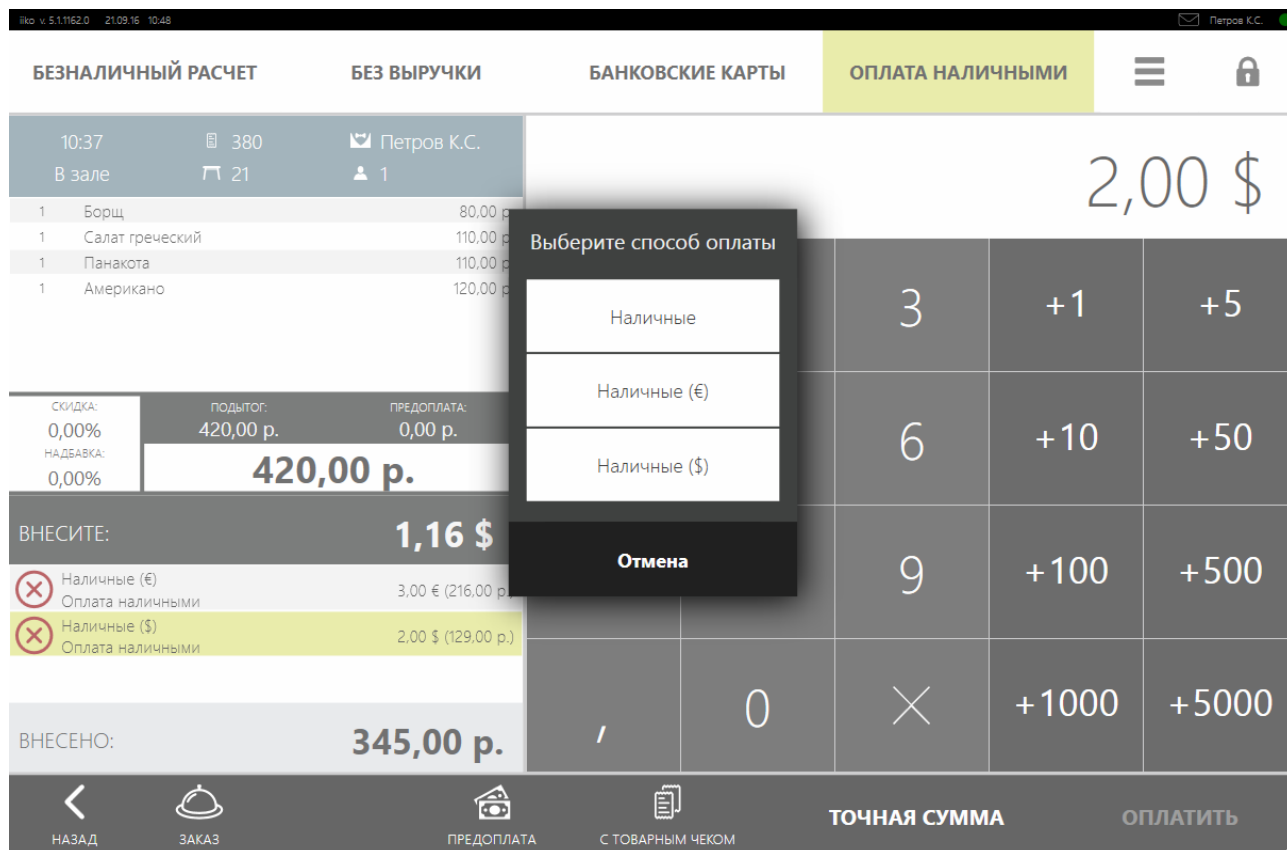 iiko v. 5.1.1162.0 21.09.16 10:48 Петров К.С.
БЕЗНАЛИЧНЫЙ РАСЧЕТ БЕЗ ВЫРУЧКИ БАНКОВСКИЕ КАРТЫ ОПЛАТА НАЛИЧНЫМИ
10:37 380 Петров К.С.
В зале 21 1
2,00 $
1 Борщ 80,00 р
1 Салат греческий 110,00 р
1 Панакота 110,00 р
1 Американо 120,00 р
СКИДКА: ПОДЫТОГ: ПРЕДОПЛАТА:
0,00% 420,00 р. 0,00 р.
НАДБАВКА:
0,00% 420,00 р.
ВНЕСИТЕ: 1,16 $
Наличные (€)
Оплата наличными 3,00 € (216,00 р.)
Наличные ($)
Оплата наличными 2,00 $ (129,00 р.)
ВНЕСЕНО: 345,00 р.
Выберите способ оплаты
Наличные
Наличные (€)
Наличные ($)
Отмена
3 +1 +5
6 +10 +50
9 +100 +500
, 0 +1000 +5000
НАЗАД ЗАКАЗ ПРЕДОПЛАТА С ТОВАРНЫМ ЧЕКОМ ТОЧНАЯ СУММА ОПЛАТИТЬ